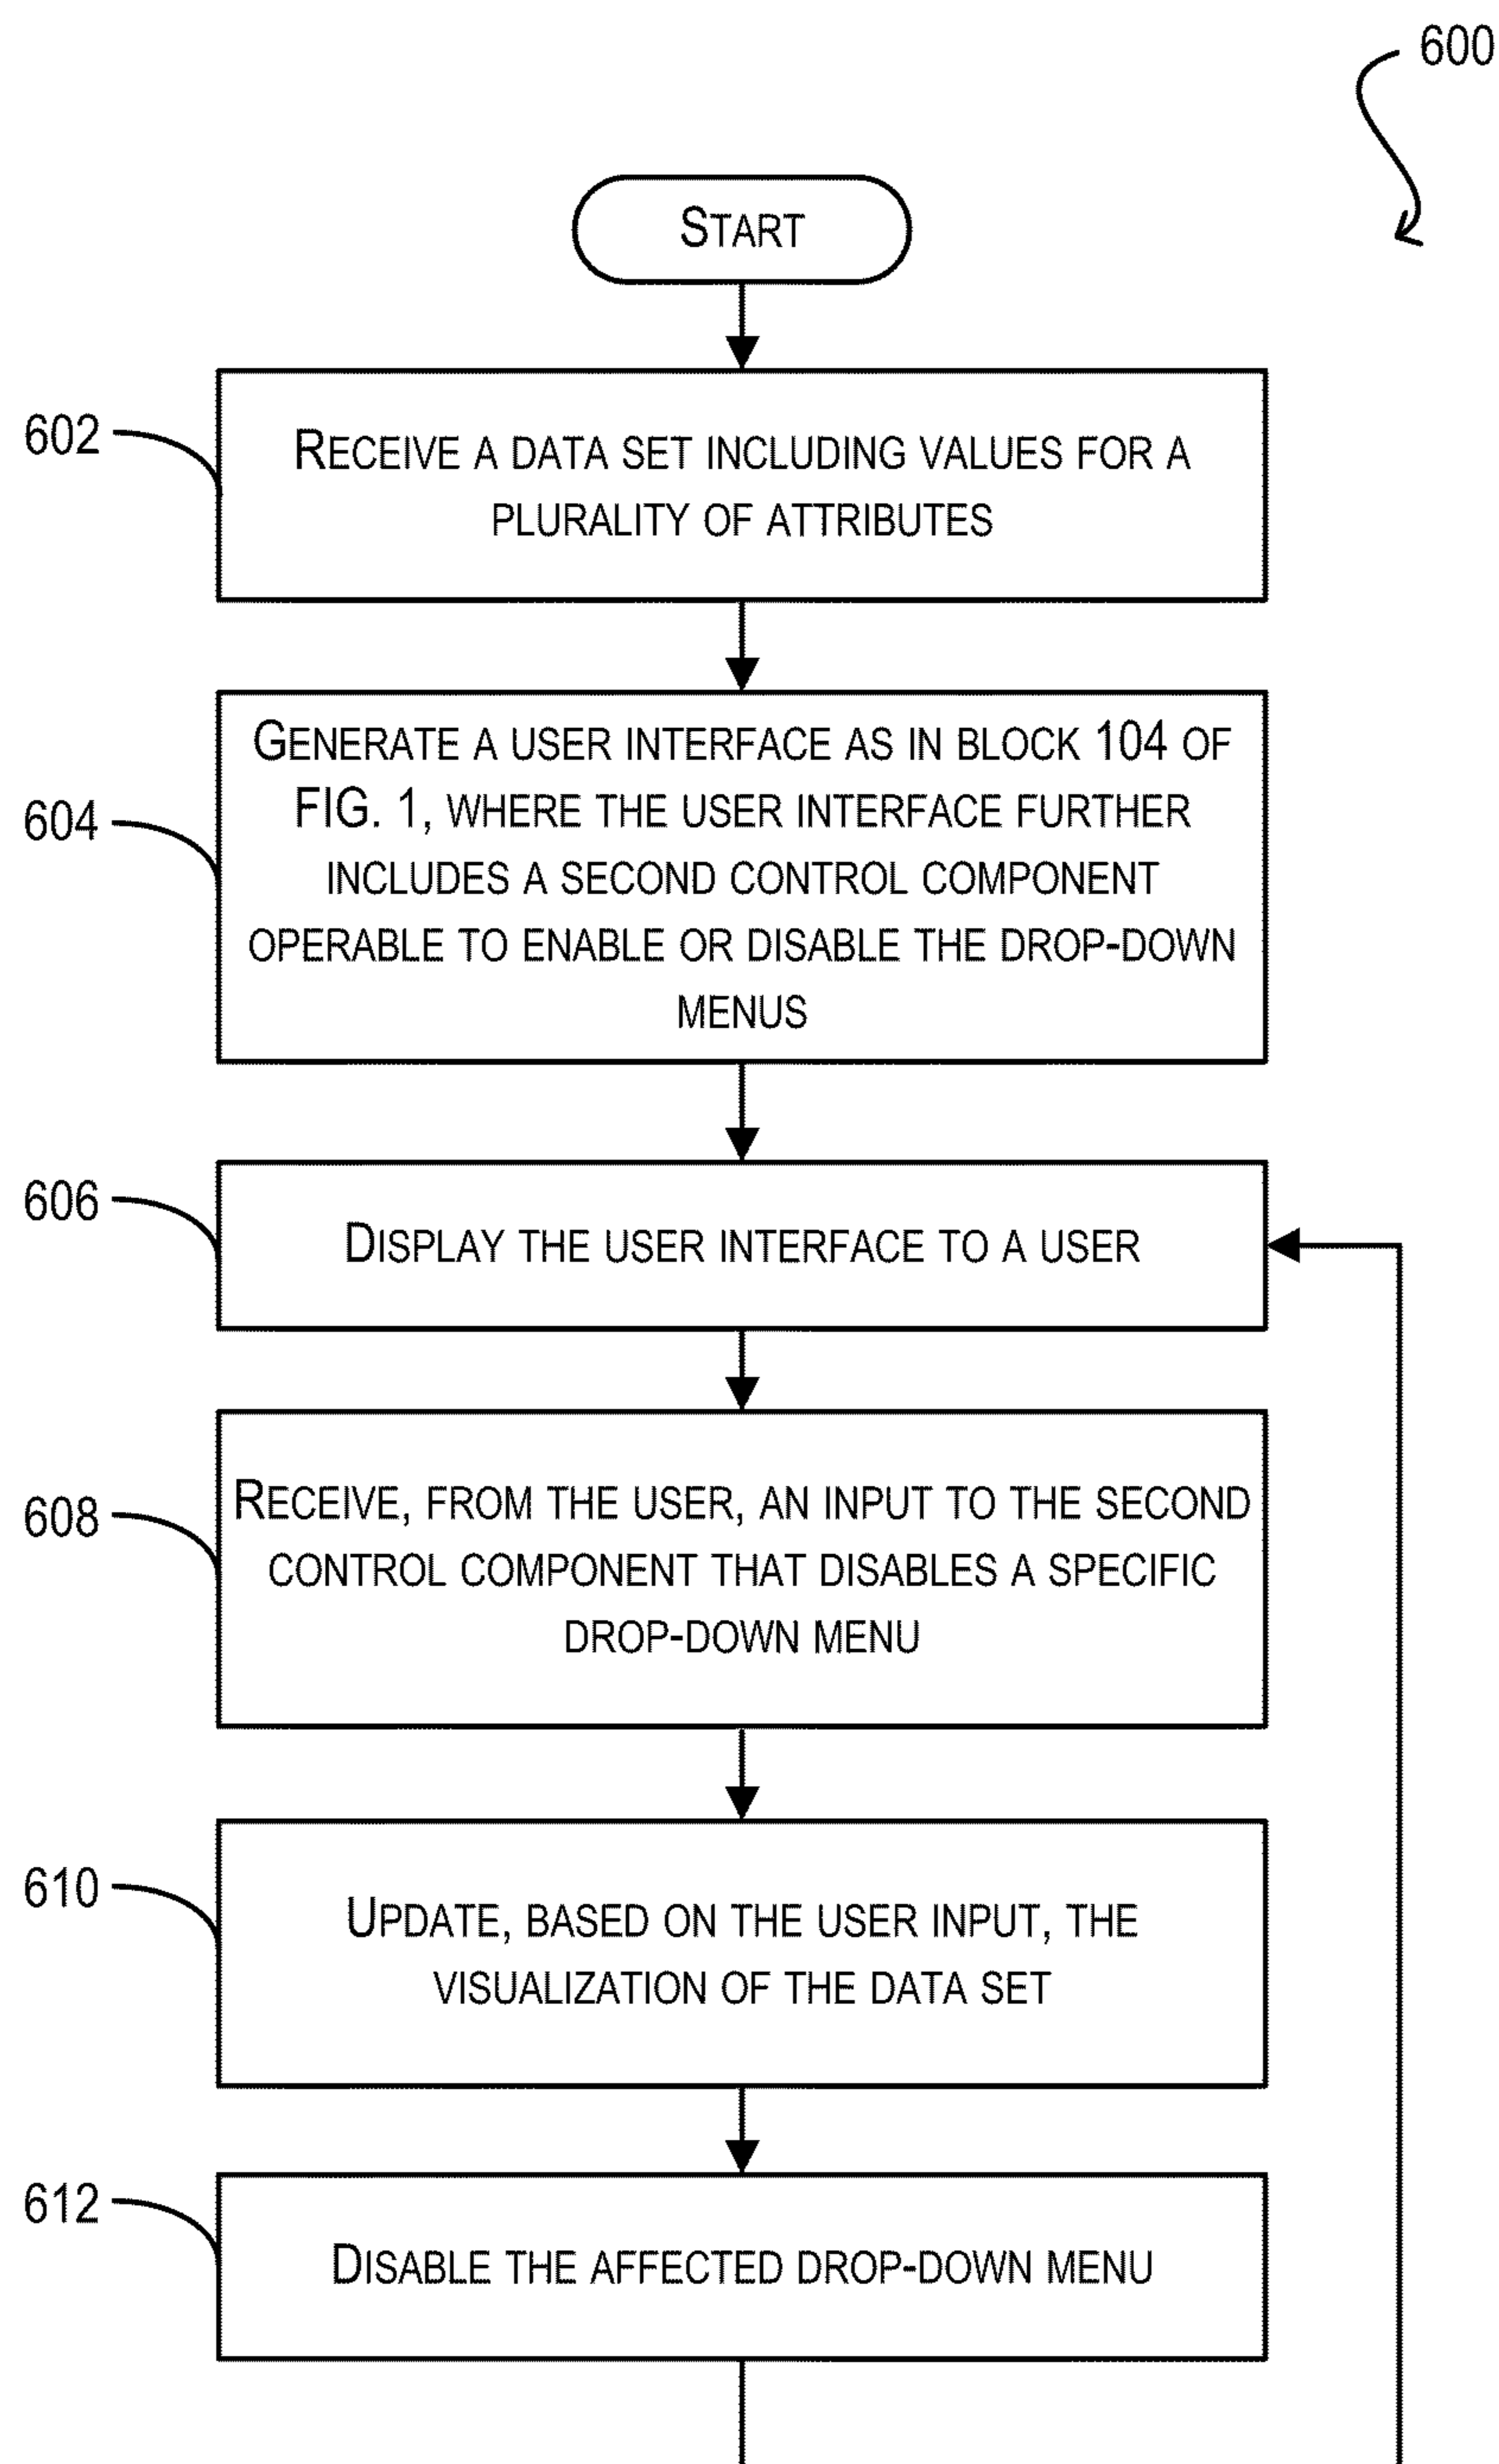 600
START
602
RECEIVE A DATA SET INCLUDING VALUES FOR A
PLURALITY OF ATTRIBUTES
604
GENERATE A USER INTERFACE AS IN BLOCK 104 OF
FIG. 1, WHERE THE USER INTERFACE FURTHER
INCLUDES A SECOND CONTROL COMPONENT
OPERABLE TO ENABLE OR DISABLE THE DROP-DOWN
MENUS
606
DISPLAY THE USER INTERFACE TO A USER
608
RECEIVE, FROM THE USER, AN INPUT TO THE SECOND
CONTROL COMPONENT THAT DISABLES A SPECIFIC
DROP-DOWN MENU
610
UPDATE, BASED ON THE USER INPUT, THE
VISUALIZATION OF THE DATA SET
612
DISABLE THE AFFECTED DROP-DOWN MENU